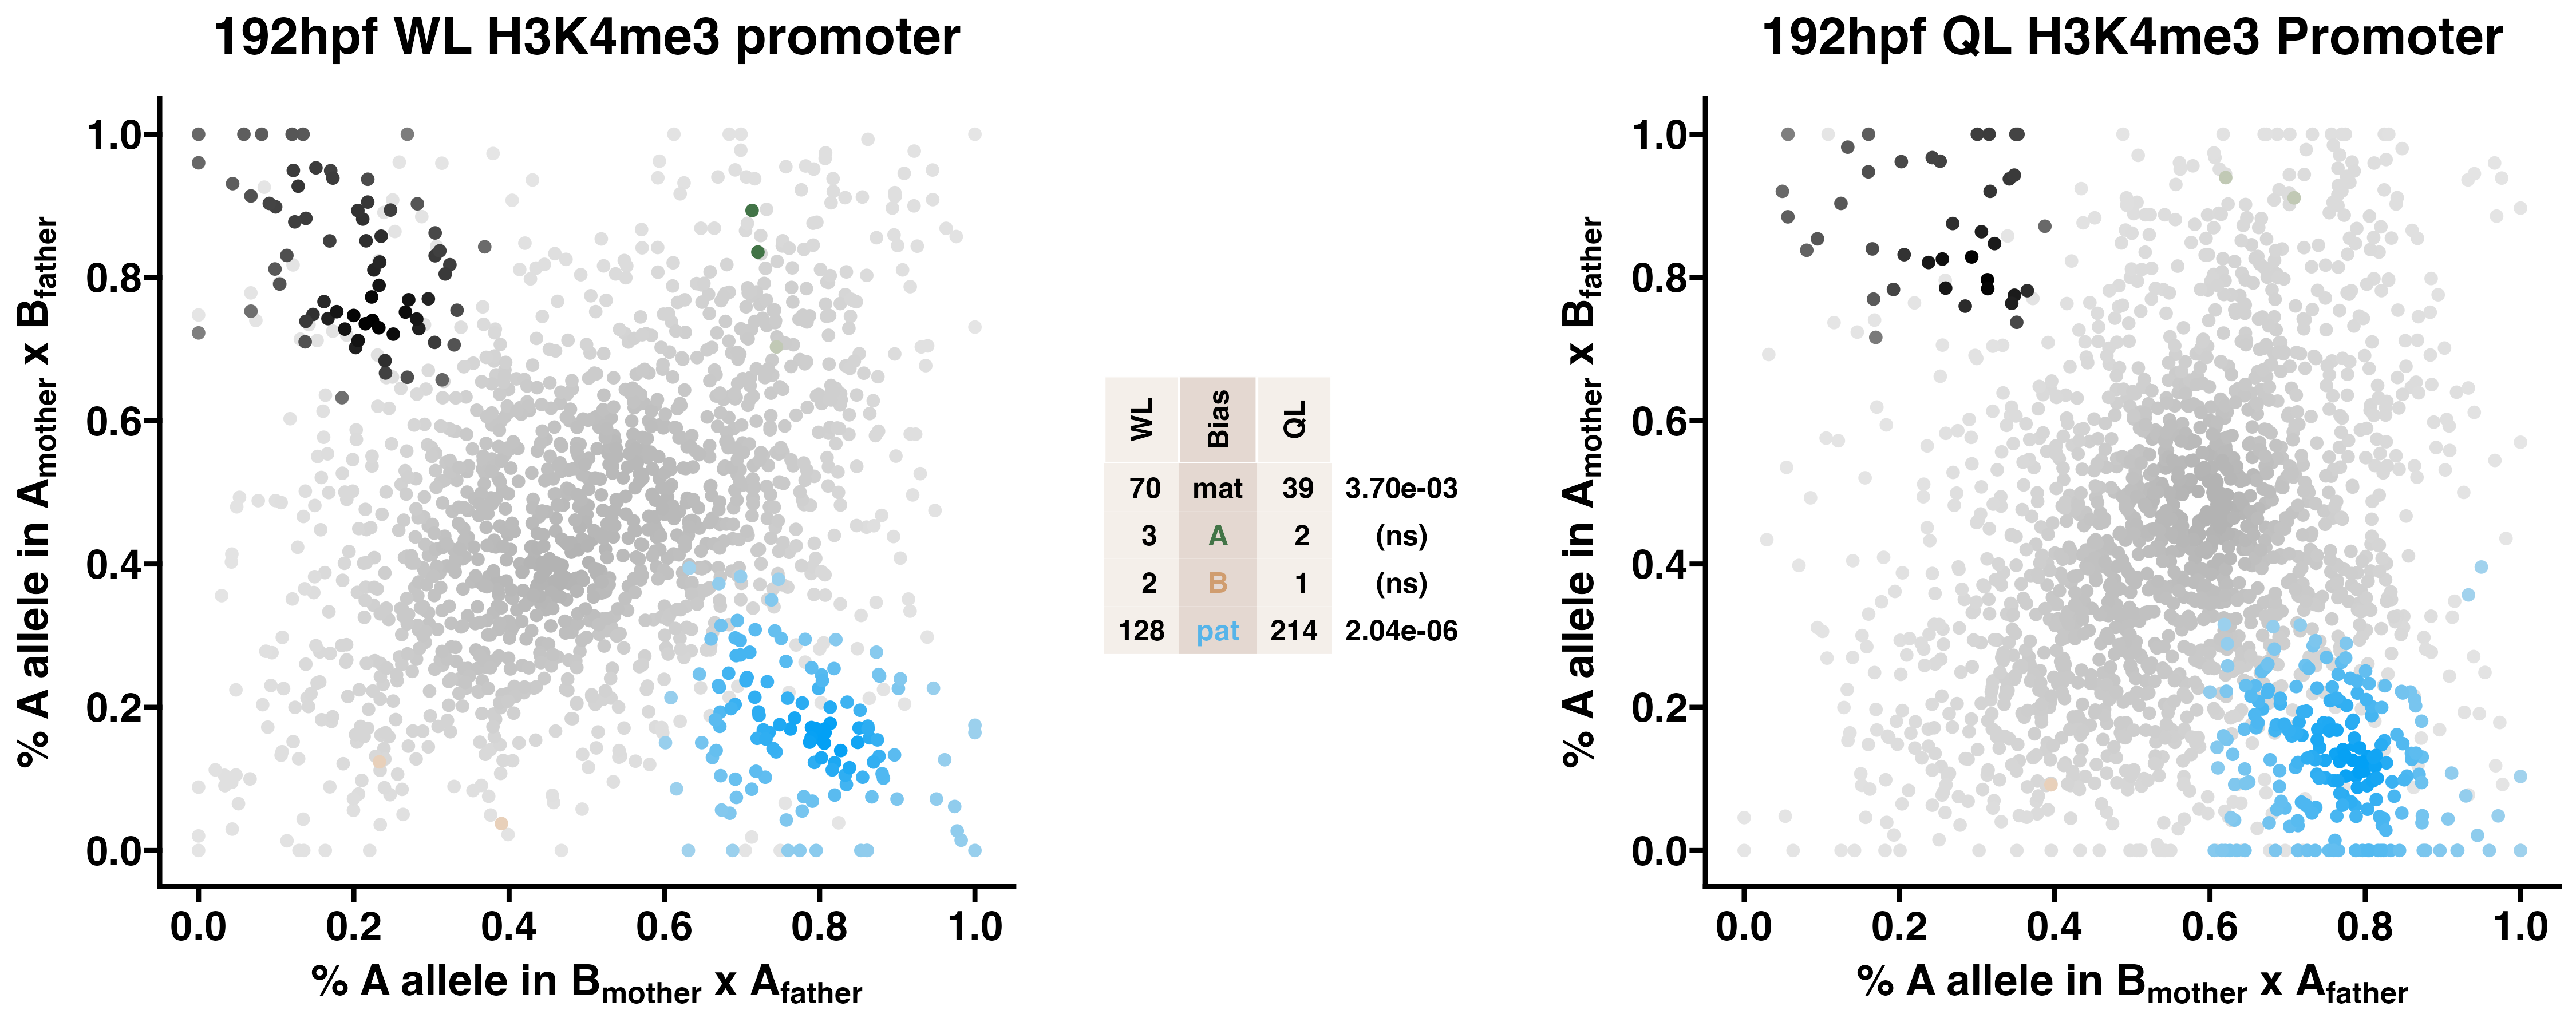 192hpf WL H3K4me3 promoter
% A allele in Amother x Bfather
1.0
0.8
0.6
0.4
0.2
0.0
0.0 0.2 0.4 0.6 0.8 1.0
% A allele in Bmother x Afather
WL Bias QL
70 mat 39 3.70e-03
3 A 2 (ns)
2 B 1 (ns)
128 pat 214 2.04e-06
192hpf QL H3K4me3 Promoter
% A allele in Amother x Bfather
1.0
0.8
0.6
0.4
0.2
0.0
0.0 0.2 0.4 0.6 0.8 1.0
% A allele in Bmother x Afather